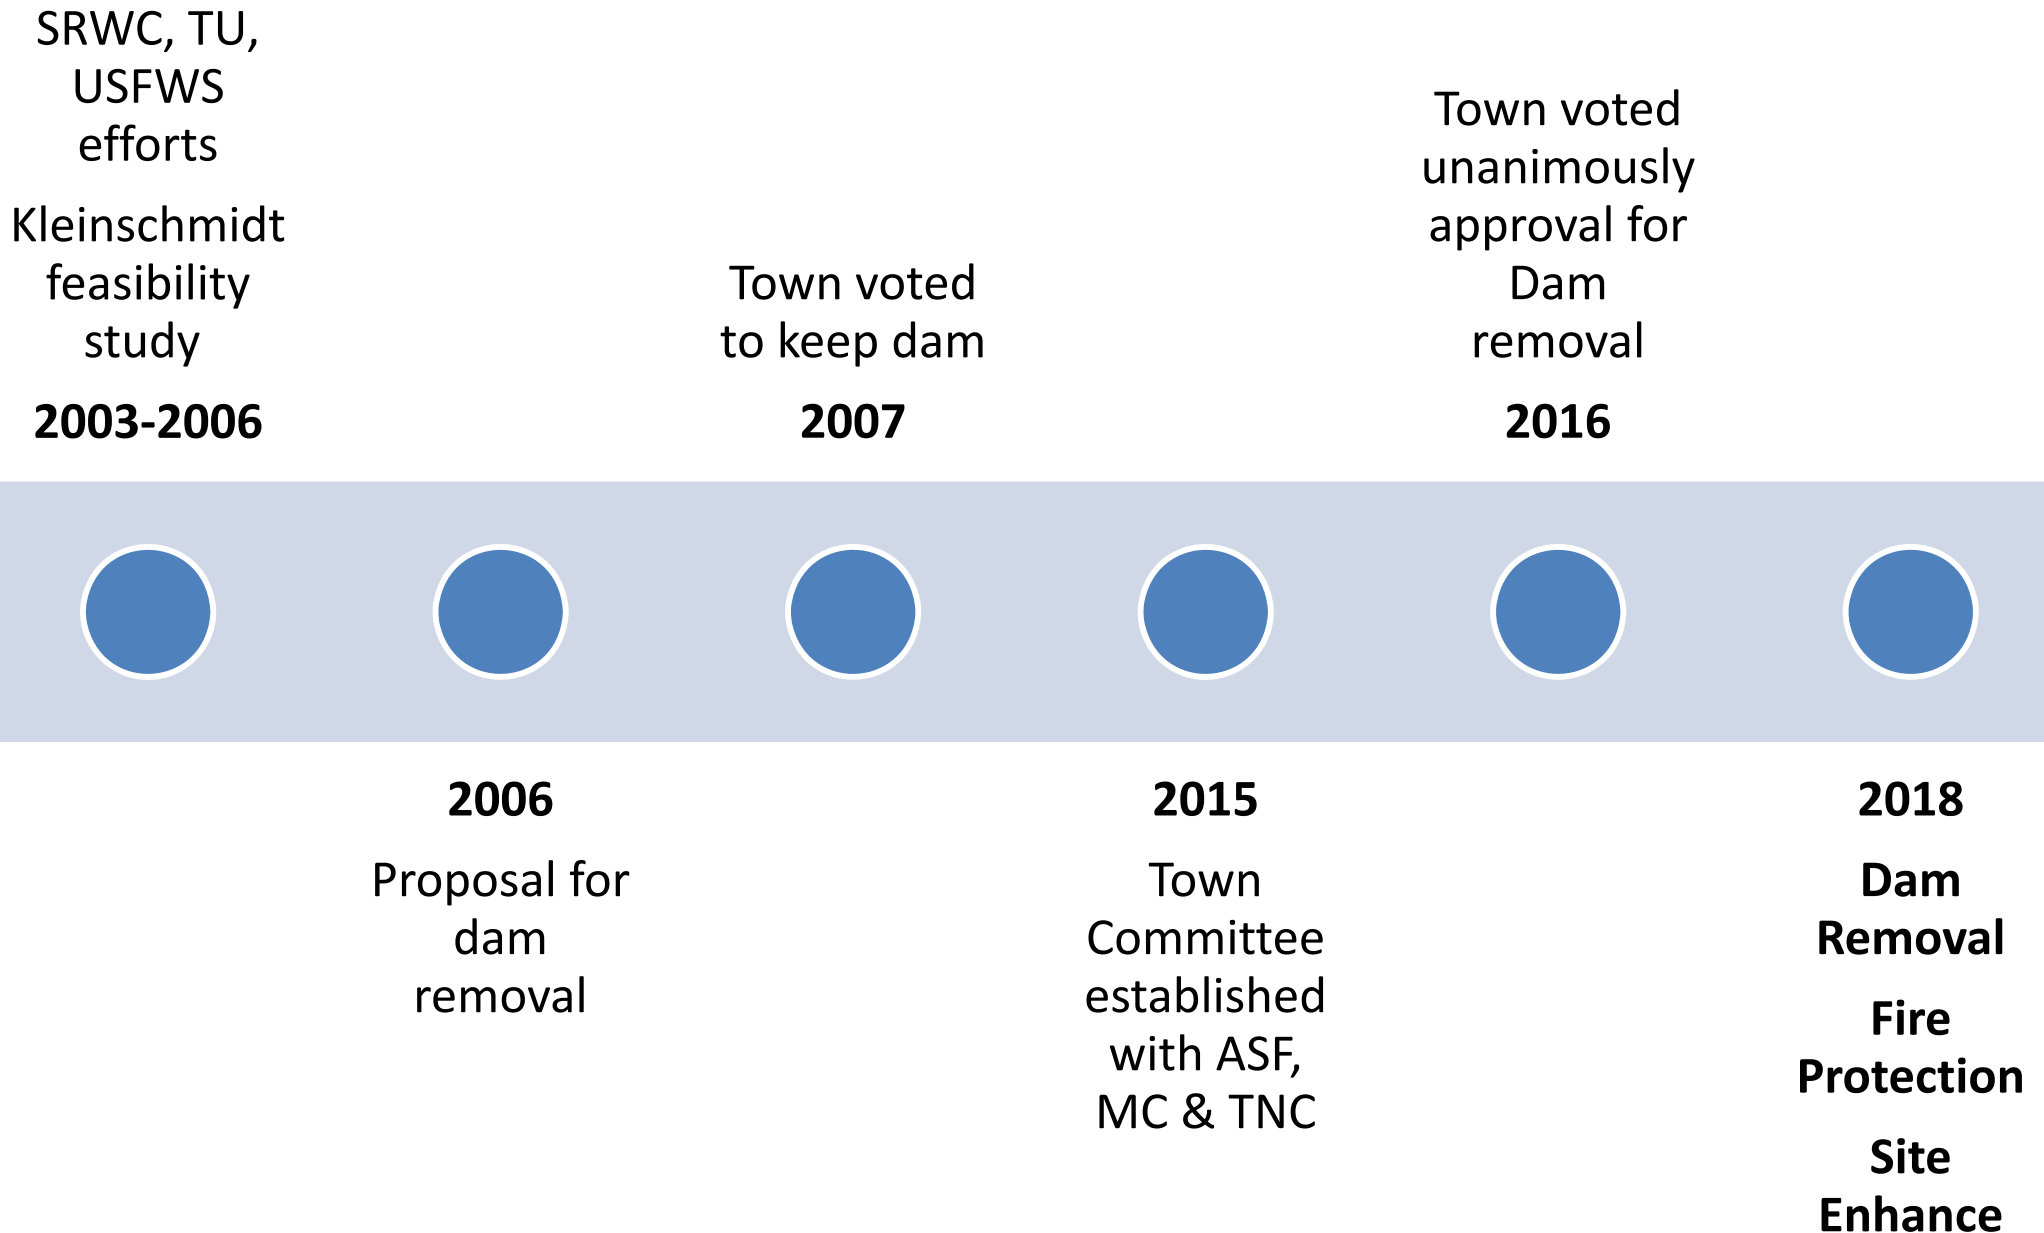 SRWC, TU,
USFWS
efforts
Kleinschmidt
feasibility
study
2003-2006
2006
Proposal for
dam
removal
Town voted
to keep dam
2007
2015
Town
Committee
established
with ASF,
MC & TNC
Town voted
unanimously
approval for
Dam
removal
2016
2018
Dam
Removal
Fire
Protection
Site
Enhance